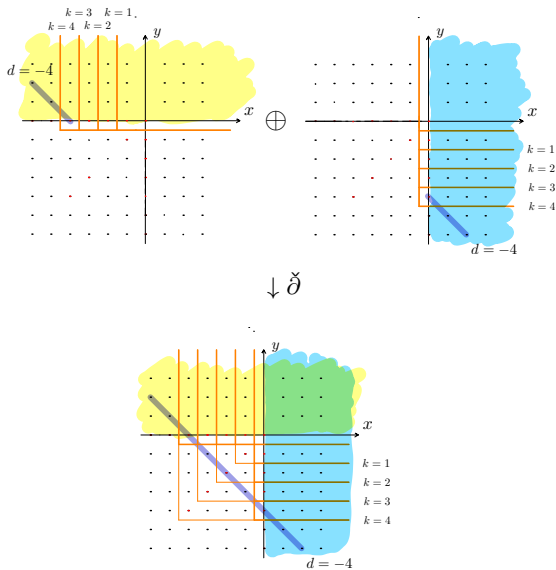 k=3 k=1
k=4 k=2
y
d = −4
x
⊕
y
x
k=1
k=2
k=3
k=4
d = −4
↓ ∂̌
y
x
k=1
k=2
k=3
k=4
d = −4